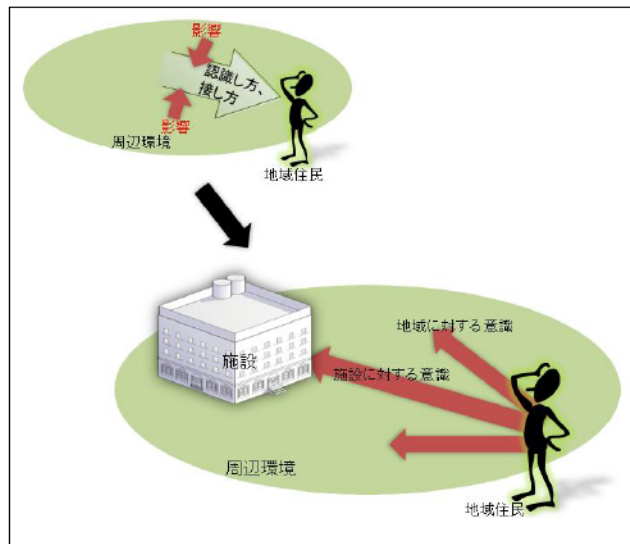 影響
認識し方、
接し方
影響
周辺環境
地域住民
地域に対する意識
施設
施設に対する意識
周辺環境
地域住民